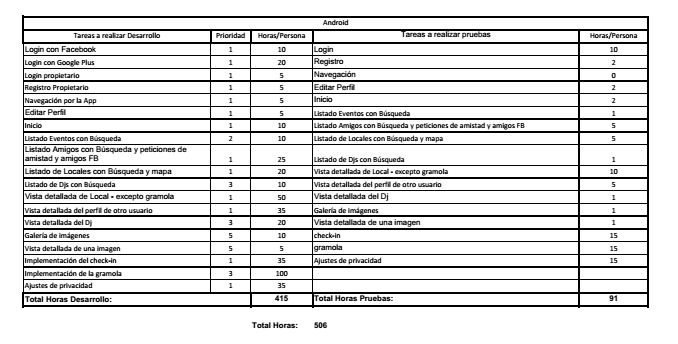 Android
Tareas a realizar Desarrollo Prioridad Horas/Persona Tareas a realizar pruebas Horas/Persona
Login con Facebook 1 10 Login 10
Login con Google Plus 1 20 Registro 2
Login propietario 1 5 Navegación 0
Registro Propietario 1 5 Editar Perfil 2
Navegación por la App 1 5 Inicio 2
Editar Perfil 1 5 Listado Eventos con Búsqueda 1
Inicio 1 10 Listado Amigos con Búsqueda y peticiones de amistad y amigos FB 5
Listado Eventos con Búsqueda 2 10 Listado de Locales con Búsqueda y mapa 5
Listado Amigos con Búsqueda y peticiones de
amistad y amigos FB 1 25 Listado de Djs con Búsqueda 1
Listado de Locales con Búsqueda y mapa 1 20 Vista detallada de Local - excepto gramola 10
Listado de Djs con Búsqueda 3 10 Vista detallada del perfil de otro usuario 5
Vista detallada de Local - excepto gramola 1 50 Vista detallada del Dj 1
Vista detallada del perfil de otro usuario 1 35 Galería de imágenes 1
Vista detallada del Dj 3 20 Vista detallada de una imagen 1
Galería de imágenes 5 10 check-in 15
Vista detallada de una imagen 5 5 gramola 15
Implementación del check-in 1 35 Ajustes de privacidad 15
Implementación de la gramola 3 100
Ajustes de privacidad 1 35
Total Horas Desarrollo: 415 Total Horas Pruebas: 91
Total Horas: 506